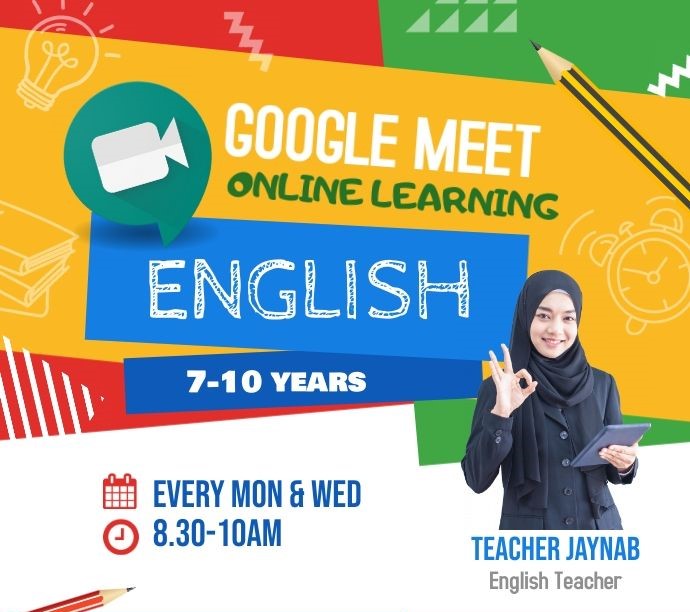 GOOGLE MEET
ONLINE LEARNING
ENGLISH
7-10 YEARS
EVERY MON & WED
8.30-10AM
TEACHER JAYNAB
English Teacher